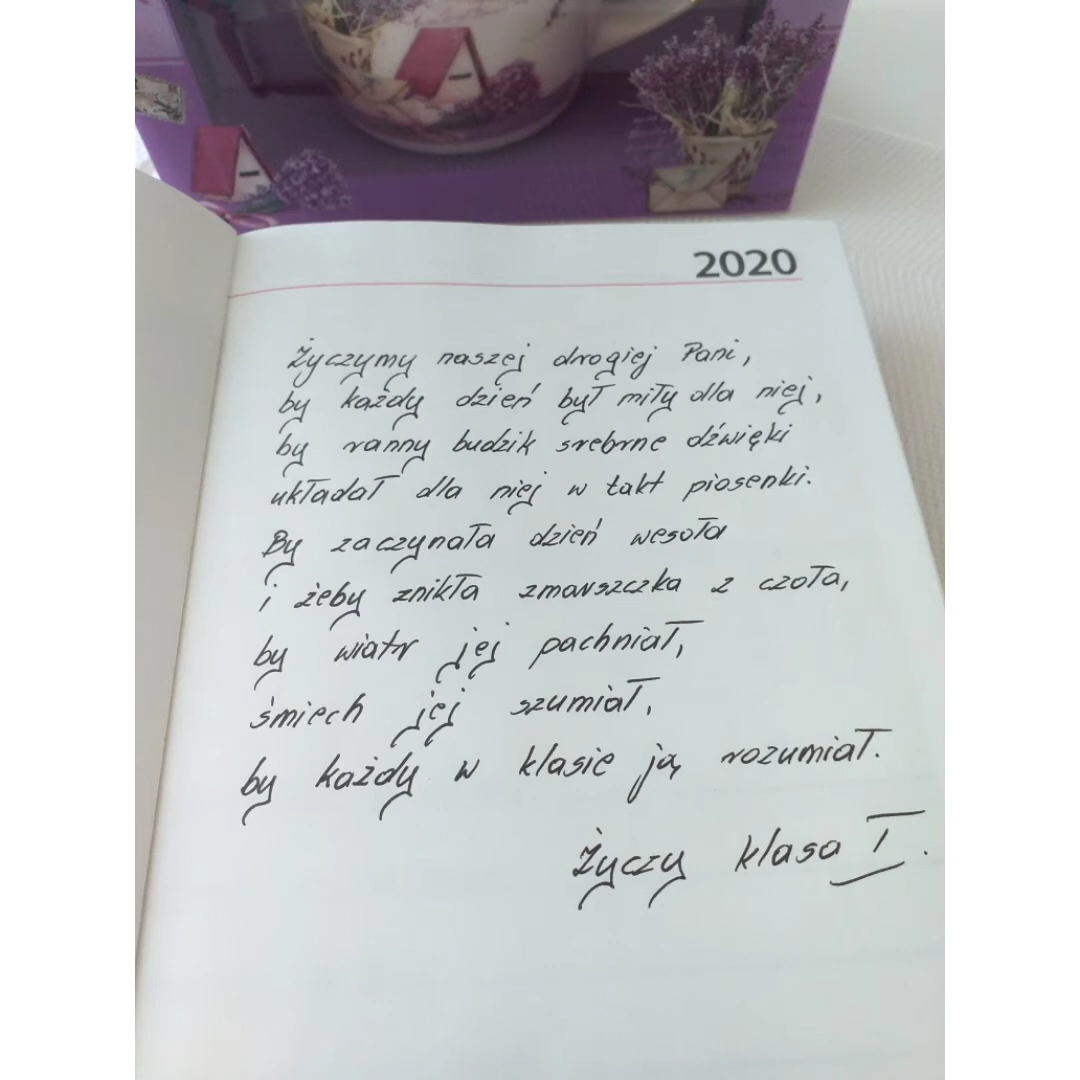 2020
Życzymy naszej drogiej Pani,
by każdy dzień był miły dla niej,
by ranny budzik srebrne dźwięki
układał dla niej w takt piosenki.
By zaczynała dzień wesoła
i żeby znikła zmarszczka z czoła,
by wiatr jej pachniał,
śmiech jej szumiał,
by każdy w klasie ją rozumiał.
Życzy klasa I.